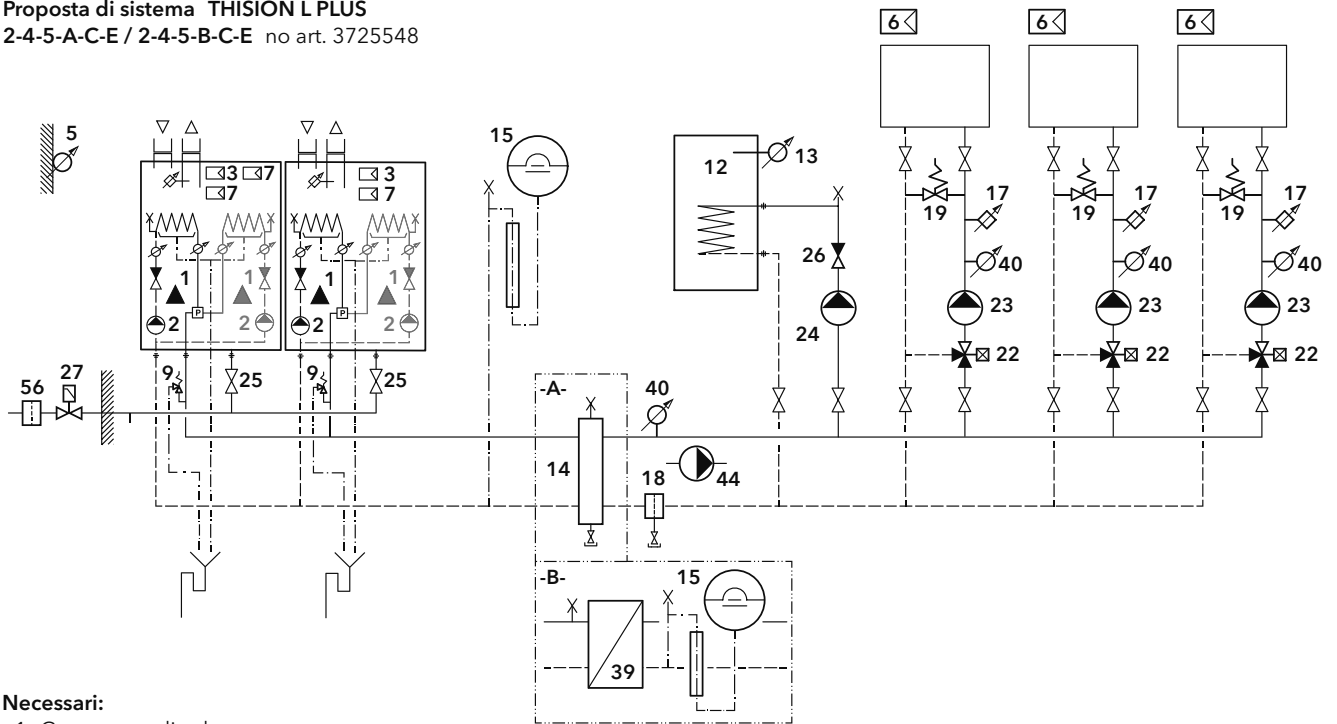 Proposta di sistema THISION L PLUS
2-4-5-A-C-E / 2-4-5-B-C-E no art. 3725548
6 6 6
5
15
3 7 3
7 7
12 13
17 17 17
19 19 19
26
40 40 40
1 1 1 1
2 2 2 2
24
23 23 23
22 22 22
P P
56 27
9 25 9 25
-A-
40
14
18 44
-B-
15
39
Necessari: